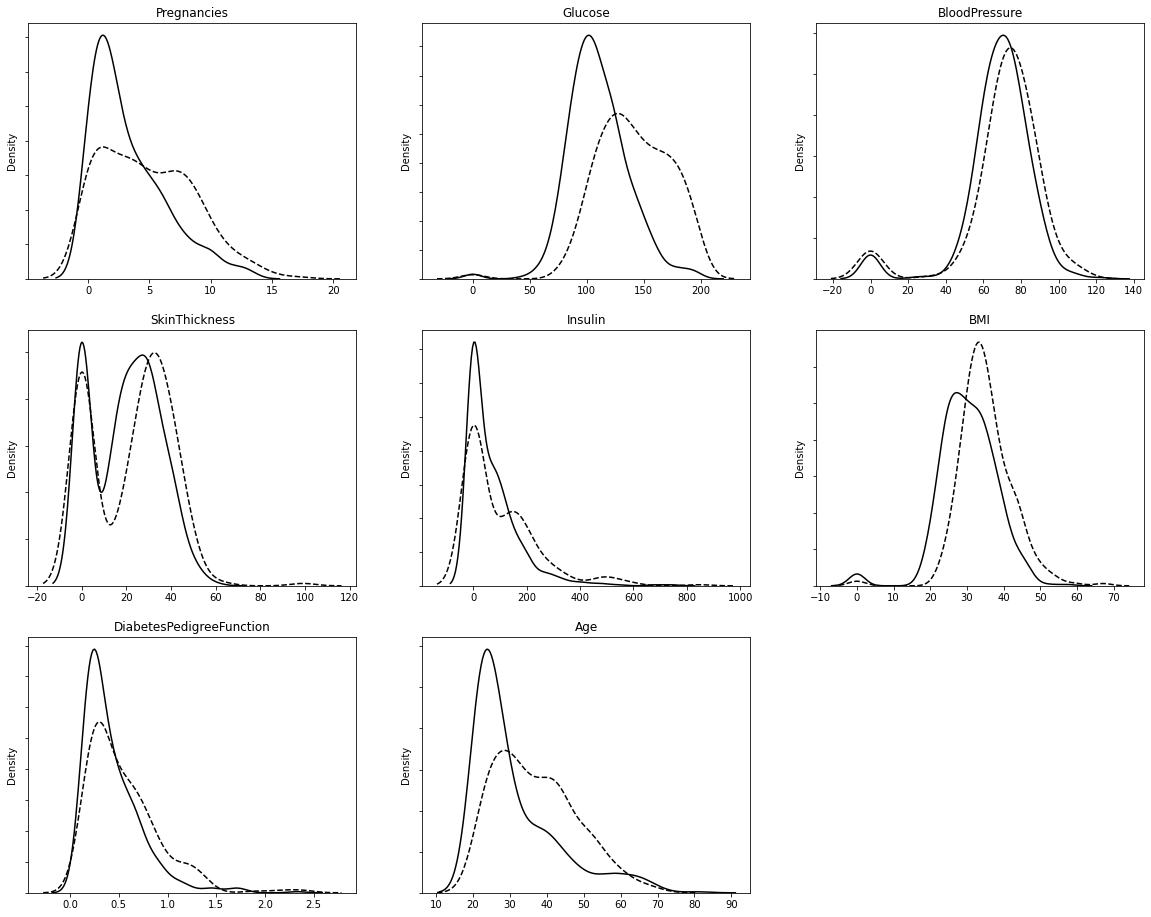 Pregnancies
Density
0 5 10 15 20
Glucose
Density
0 50 100 150 200
BloodPressure
Density
−20 0 20 40 60 80 100 120 140
SkinThickness
Density
−20 0 20 40 60 80 100 120
Insulin
Density
0 200 400 600 800 1000
BMI
Density
−10 0 10 20 30 40 50 60 70
DiabetesPedigreeFunction
Density
0.0 0.5 1.0 1.5 2.0 2.5
Age
Density
10 20 30 40 50 60 70 80 90